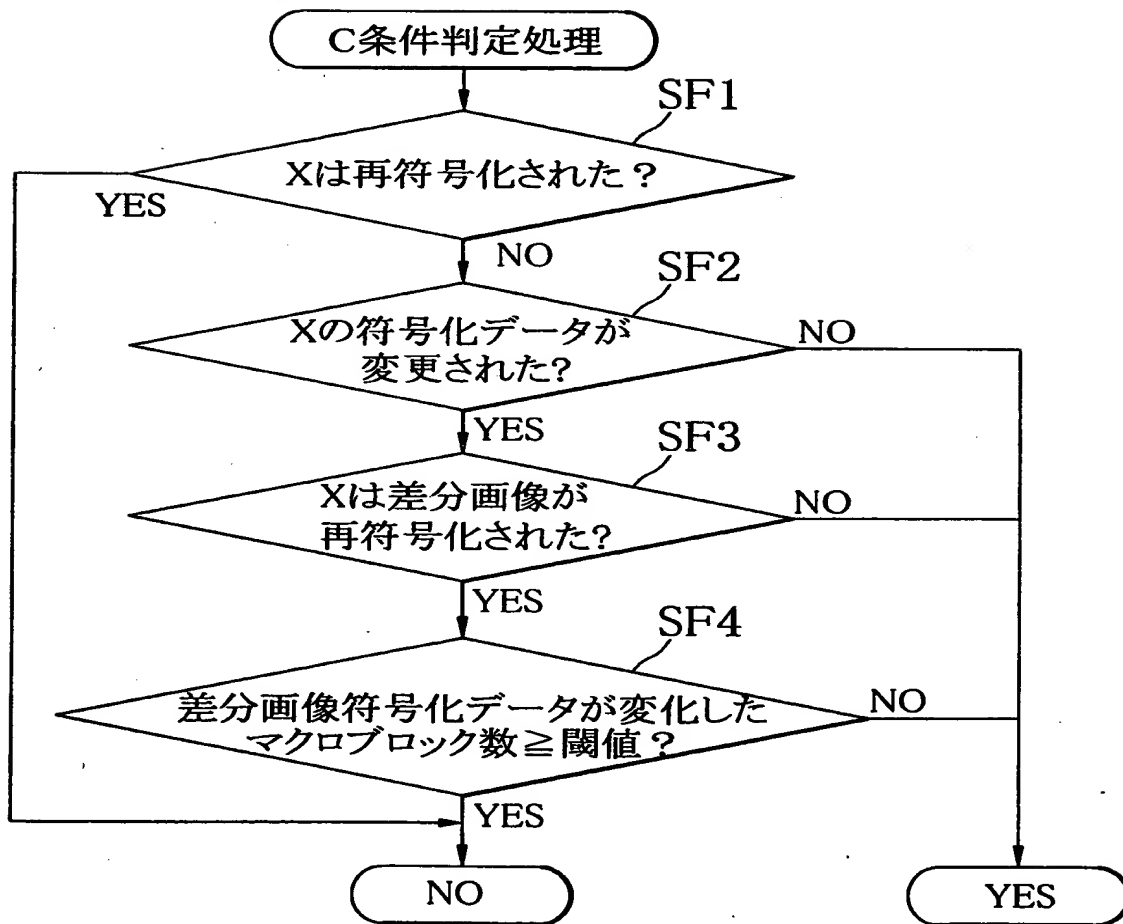 C条件判定処理
SF1
Xは再符号化された?
YES
NO
SF2
Xの符号化データが
変更された?
NO
YES
SF3
Xは差分画像が
再符号化された?
NO
YES
SF4
差分画像符号化データが変化した
マクロブロック数≧閾値?
NO
YES
NO
YES